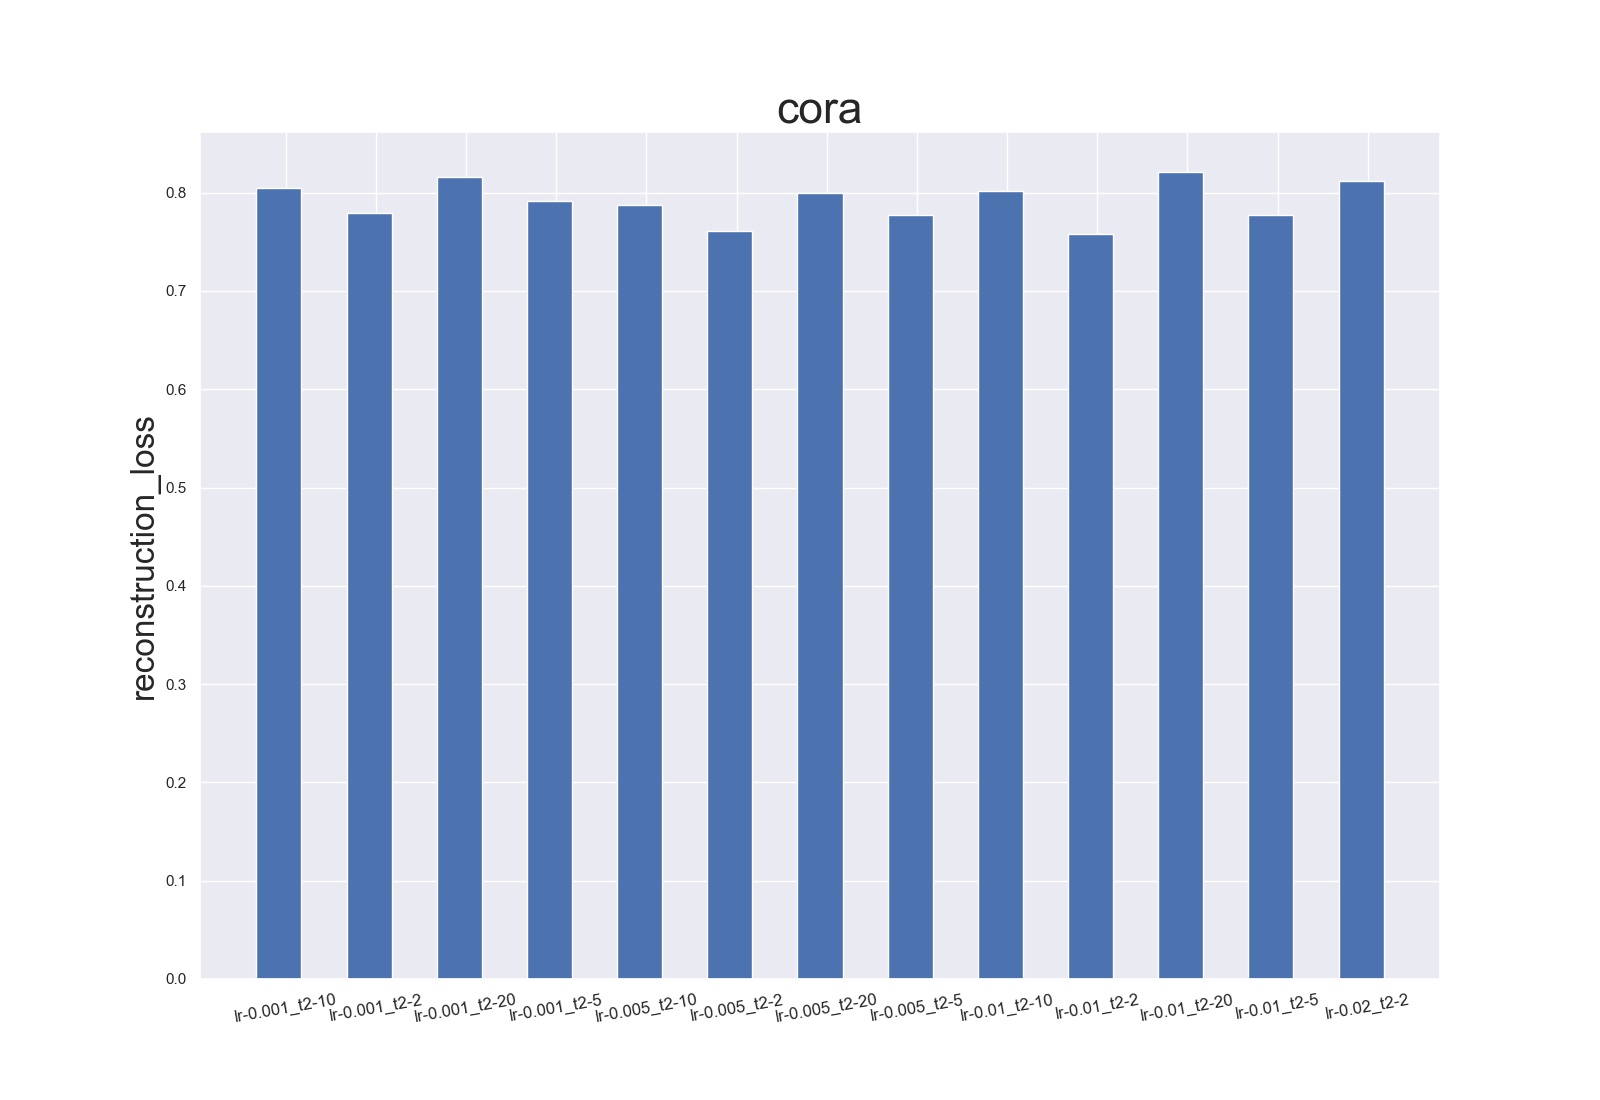 cora
reconstruction_loss
0.8
0.7
0.6
0.5
0.4
0.3
0.2
0.1
0.0
lr-0.001_t2-10
lr-0.001_t2-2
lr-0.001_t2-20
lr-0.001_t2-5
lr-0.005_t2-10
lr-0.005_t2-2
lr-0.005_t2-20
lr-0.005_t2-5
lr-0.01_t2-10
lr-0.01_t2-2
lr-0.01_t2-20
lr-0.01_t2-5
lr-0.02_t2-2